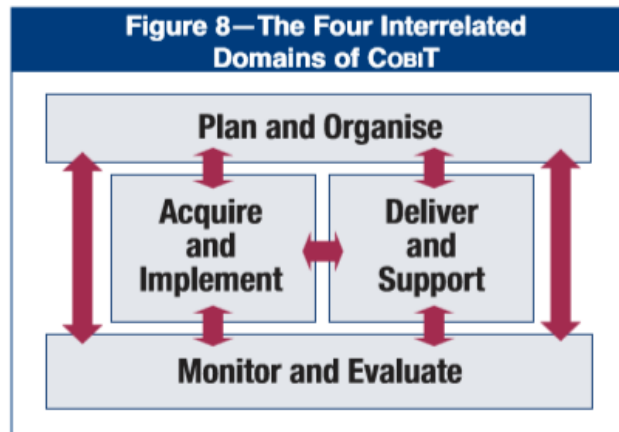 Figure 8—The Four Interrelated
Domains of COBIT
Plan and Organise
Acquire
and
Implement
Deliver
and
Support
Monitor and Evaluate